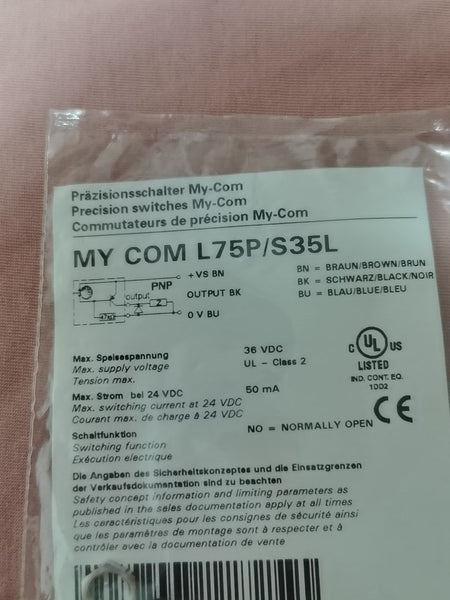 Präzisionsschalter My-Com
Precision switches My-Com
Commutateurs de précision My-Com
MY COM L75P/S35L
+VS BN
PNP
output
Z
OUTPUT BK
0 V BU
BN = BRAUN/BROWN/BRUN
BK = SCHWARZ/BLACK/NOIR
BU = BLAU/BLUE/BLEU
Max. Speisespannung
Max. supply voltage
Tension max.
36 VDC
UL - Class 2
C UL US
LISTED
IND. CONT. EQ.
1002
Max. Strom bei 24 VDC
Max. switching current at 24 VDC
Courant max. de charge à 24 VDC
50 mA
CE
Schaltfunktion
Switching function
Exécution electrique
NO = NORMALLY OPEN
Die Angaben des Sicherheitskonzeptes und die Einsatzgrenzen
der Verkaufsdokumentation sind zu beachten
Safety concept information and limiting parameters as
published in the sales documentation apply at all times
Les caractéristiques pour les consignes de sécurité ainsi
que les paramètres de montage sont à respecter et à
contrôler avec la documentation de vente